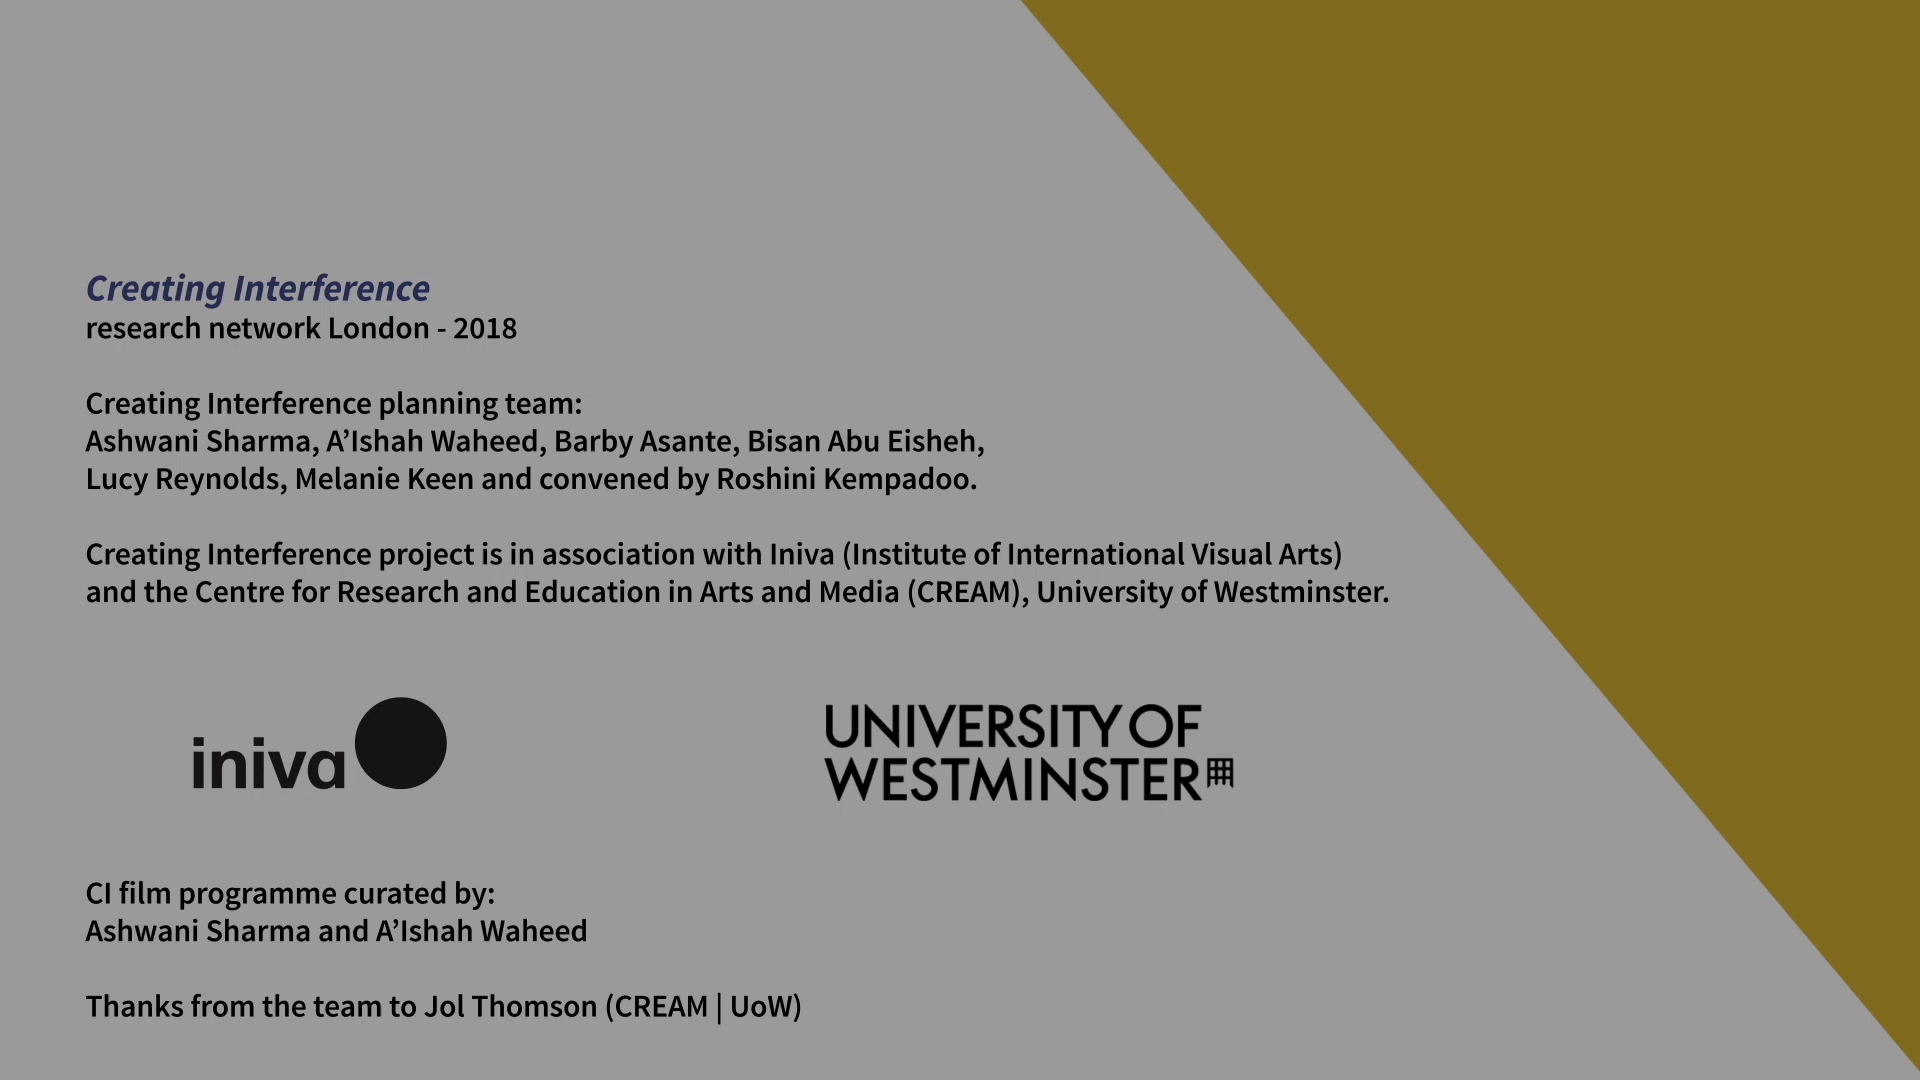 Creating Interference
research network London - 2018
Creating Interference planning team:
Ashwani Sharma, A’Ishah Waheed, Barby Asante, Bisan Abu Eisheh,
Lucy Reynolds, Melanie Keen and convened by Roshini Kempadoo.
Creating Interference project is in association with Iniva (Institute of International Visual Arts)
and the Centre for Research and Education in Arts and Media (CREAM), University of Westminster.
iniva
UNIVERSITY OF
WESTMINSTER
CI film programme curated by:
Ashwani Sharma and A’Ishah Waheed
Thanks from the team to Jol Thomson (CREAM | UoW)